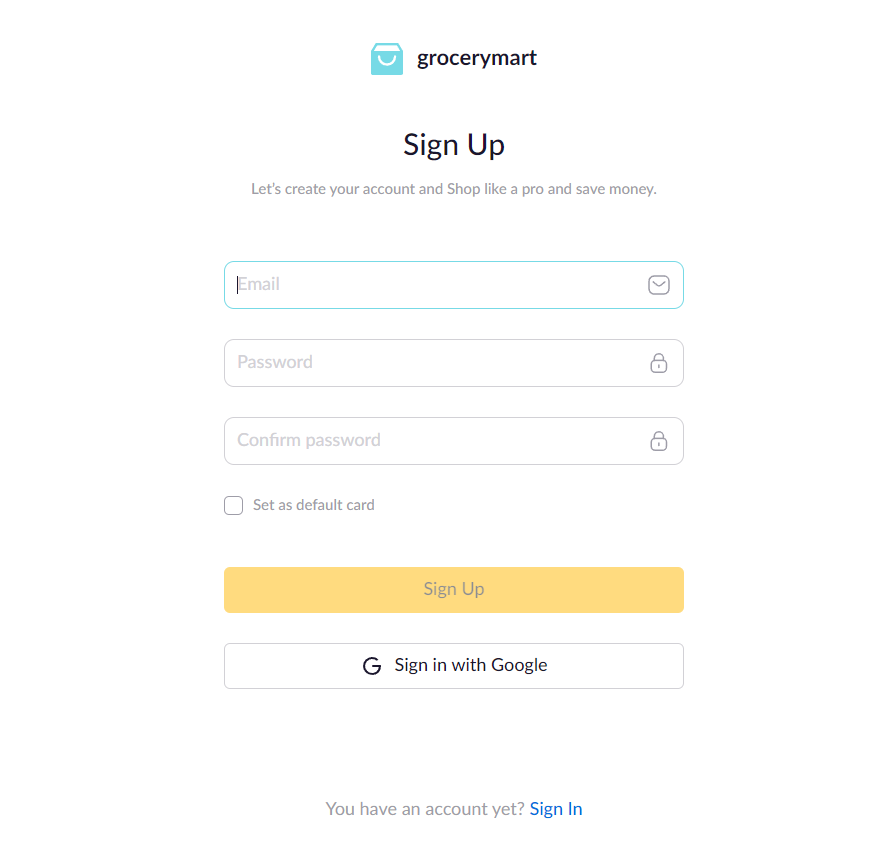 grocerymart
Sign Up
Let's create your account and Shop like a pro and save money.
Email
Password
Confirm password
Set as default card
Sign Up
Sign in with Google
You have an account yet? Sign In